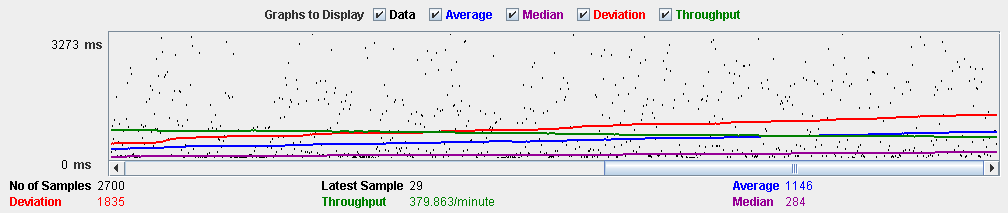 Graphs to Display Data Average Median Deviation Throughput
3273 ms
0 ms
No of Samples 2700 Latest Sample 29 Average 1146
Deviation 1835 Throughput 379.863/minute Median 284